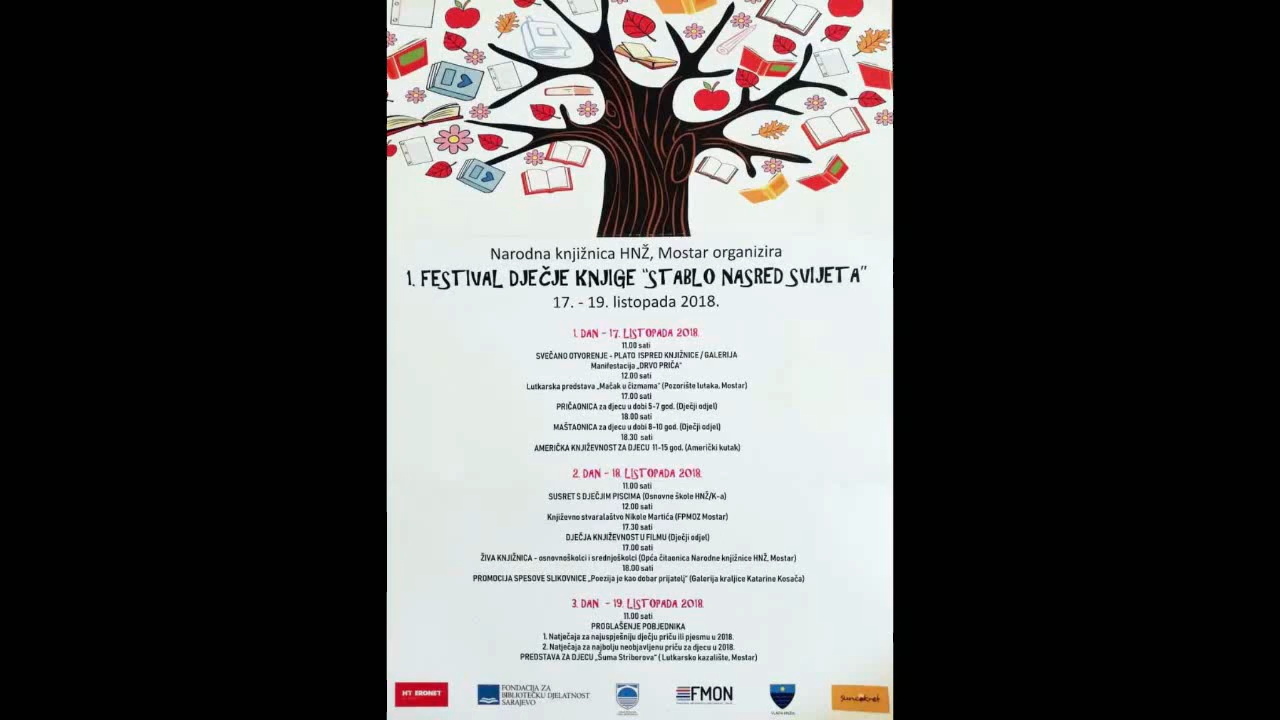 Narodna knjižnica HNŽ, Mostar organizira
1. FESTIVAL DJEČJE KNJIGE "STABLO NASRED SVIJETA"
17. - 19. listopada 2018.
1. DAN - 17. LISTOPADA 2018.
11.00 sati
SVEČANO OTVORENJE - PLATO ISPRED KNJIŽNICE / GALERIJA
Manifestacija „DRVO PRIČA"
12.00 sati
Lutkarska predstava „Mačak u čizmama" (Pozorište lutaka, Mostar)
17.00 sati
PRIČAONICA za djecu u dobi 5-7 god. (Dječji odjel)
18.00 sati
MAŠTAONICA za djecu u dobi 8-10 god. (Dječji odjel)
18.30 sati
AMERIČKA KNJIŽEVNOST ZA DJECU 11-15 god. (Američki kutak)
2. DAN - 18. LISTOPADA 2018.
11.00 sati
SUSRET S DJEČJIM PISCIMA (Osnovne škole HNŽ/K-a)
12.00 sati
Književno stvaralaštvo Nikole Martića (FPMOZ Mostar)
17.30 sati
DJEČJA KNJIŽEVNOST U FILMU (Dječji odjel)
17.00 sati
ŽIVA KNJIŽNICA - osnovnoškolci i srednjoškolci (Opća čitaonica Narodne knjižnice HNŽ, Mostar)
18.00 sati
PROMOCIJA SPESOVE SLIKOVNICE „Poezija je kao dobar prijatelj" (Galerija kraljice Katarine Kosača)
3. DAN - 19. LISTOPADA 2018.
11.00 sati
PROGLAŠENJE POBJEDNIKA
1. Natječaja za najuspješniju dječju priču ili pjesmu u 2018.
2. Natječaja za najbolju neobjavljenu priču za djecu u 2018.
PREDSTAVA ZA DJECU „Šuma Striborova" ( Lutkarsko kazalište, Mostar)
HT ERONET
FONDACIJA ZA
BIBLIOTEČKU DJELATNOST
SARAJEVO
FMON
suncokret